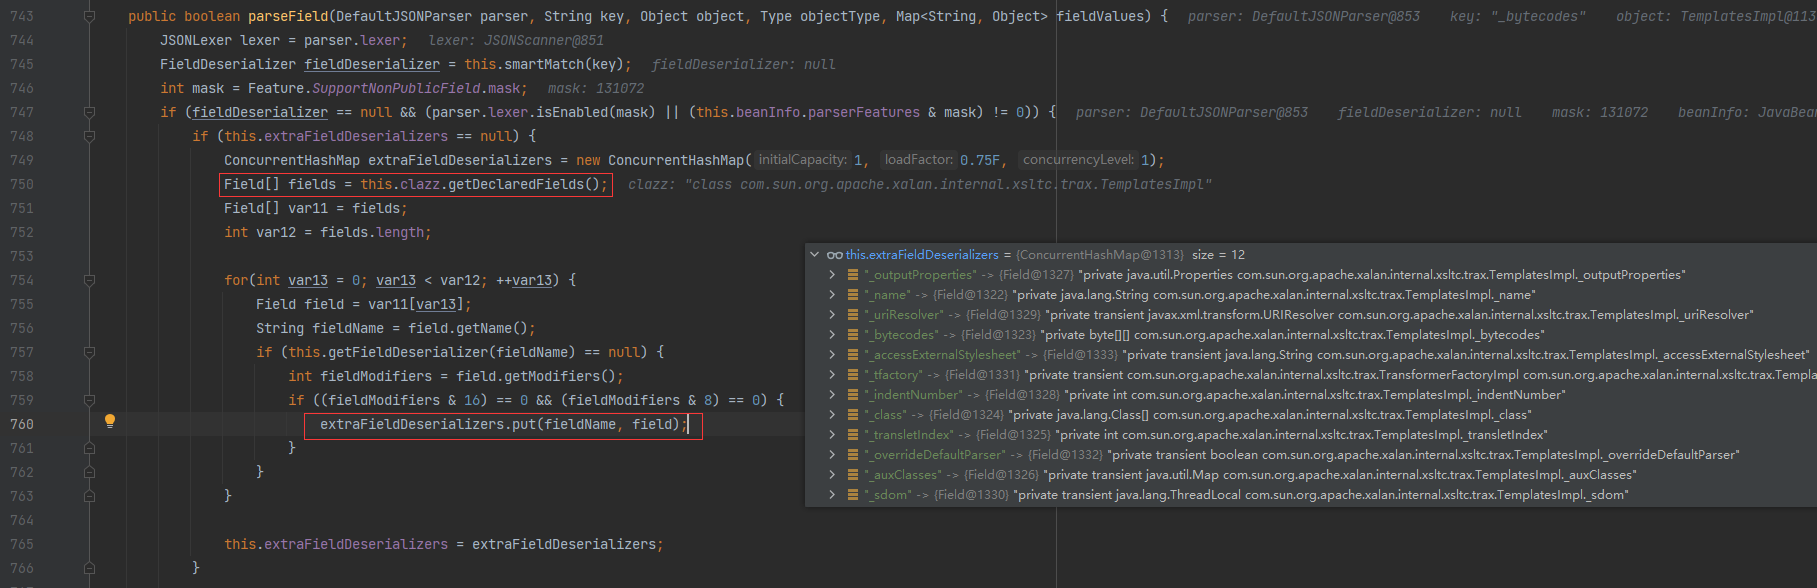 743 public boolean parseField(DefaultJSONParser parser, String key, Object object, Type objectType, Map<String, Object> fieldValues) { parser: DefaultJSONParser@853 key: "_bytecodes" object: TemplatesImpl@113
744 JSONLexer lexer = parser.lexer; lexer: JSONScanner@851
745 FieldDeserializer fieldDeserializer = this.smartMatch(key); fieldDeserializer: null
746 int mask = Feature.SupportNonPublicField.mask; mask: 131072
747 if (fieldDeserializer == null && (parser.lexer.isEnabled(mask) || (this.beanInfo.parserFeatures & mask) != 0)) { parser: DefaultJSONParser@853 fieldDeserializer: null mask: 131072 beanInfo: JavaBean
748 if (this.extraFieldDeserializers == null) {
749 ConcurrentHashMap extraFieldDeserializers = new ConcurrentHashMap( initialCapacity: 1, loadFactor: 0.75F, concurrencyLevel: 1);
750 Field[] fields = this.clazz.getDeclaredFields(); clazz: "class com.sun.org.apache.xalan.internal.xsltc.trax.TemplatesImpl"
751 Field[] var11 = fields;
752 int var12 = fields.length;
753
754 for(int var13 = 0; var13 < var12; ++var13) {
755 Field field = var11[var13];
756 String fieldName = field.getName();
757 if (this.getFieldDeserializer(fieldName) == null) {
758 int fieldModifiers = field.getModifiers();
759 if ((fieldModifiers & 16) == 0 && (fieldModifiers & 8) == 0) {
760 extraFieldDeserializers.put(fieldName, field);
761 }
762 }
763 }
764
765 this.extraFieldDeserializers = extraFieldDeserializers;
766 }
this.extraFieldDeserializers = {ConcurrentHashMap@1313} size = 12
"_outputProperties" -> {Field@1327} "private java.util.Properties com.sun.org.apache.xalan.internal.xsltc.trax.TemplatesImpl._outputProperties"
"_name" -> {Field@1322} "private java.lang.String com.sun.org.apache.xalan.internal.xsltc.trax.TemplatesImpl._name"
"_uriResolver" -> {Field@1329} "private transient javax.xml.transform.URIResolver com.sun.org.apache.xalan.internal.xsltc.trax.TemplatesImpl._uriResolver"
"_bytecodes" -> {Field@1323} "private byte[][] com.sun.org.apache.xalan.internal.xsltc.trax.TemplatesImpl._bytecodes"
"_accessExternalStylesheet" -> {Field@1333} "private transient java.lang.String com.sun.org.apache.xalan.internal.xsltc.trax.TemplatesImpl._accessExternalStylesheet"
"_tfactory" -> {Field@1331} "private transient com.sun.org.apache.xalan.internal.xsltc.trax.TransformerFactoryImpl com.sun.org.apache.xalan.internal.xsltc.trax.Templa
"_indentNumber" -> {Field@1328} "private int com.sun.org.apache.xalan.internal.xsltc.trax.TemplatesImpl._indentNumber"
"_class" -> {Field@1324} "private java.lang.Class[] com.sun.org.apache.xalan.internal.xsltc.trax.TemplatesImpl._class"
"_transletIndex" -> {Field@1325} "private int com.sun.org.apache.xalan.internal.xsltc.trax.TemplatesImpl._transletIndex"
"_overrideDefaultParser" -> {Field@1332} "private transient boolean com.sun.org.apache.xalan.internal.xsltc.trax.TemplatesImpl._overrideDefaultParser"
"_auxClasses" -> {Field@1326} "private transient java.util.Map com.sun.org.apache.xalan.internal.xsltc.trax.TemplatesImpl._auxClasses"
"_sdom" -> {Field@1330} "private transient java.lang.ThreadLocal com.sun.org.apache.xalan.internal.xsltc.trax.TemplatesImpl._sdom"